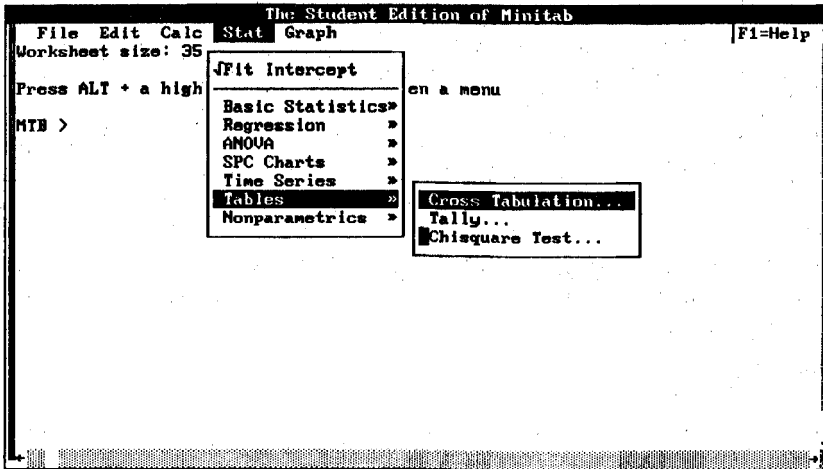 The Student Edition of Minitab
File Edit Calc Stat Graph F1=Help
Worksheet size: 35
√Fit Intercept
Press ALT + a high en a menu
Basic Statistics»
MTB >
Regression »
ANOVA »
SPC Charts »
Time Series »
Tables »
Nonparametrics »
Cross Tabulation...
Tally...
Chisquare Test...